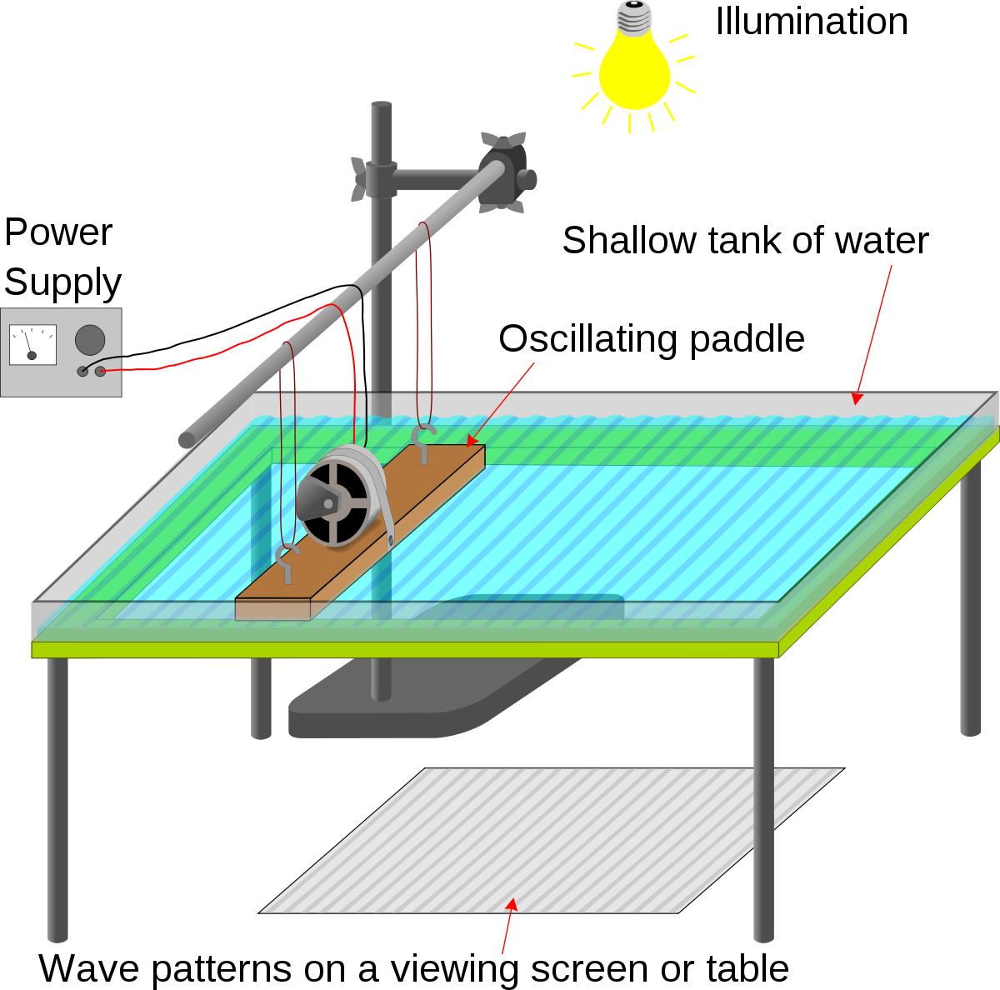 Illumination
Power
Supply
Shallow tank of water
Oscillating paddle
Wave patterns on a viewing screen or table